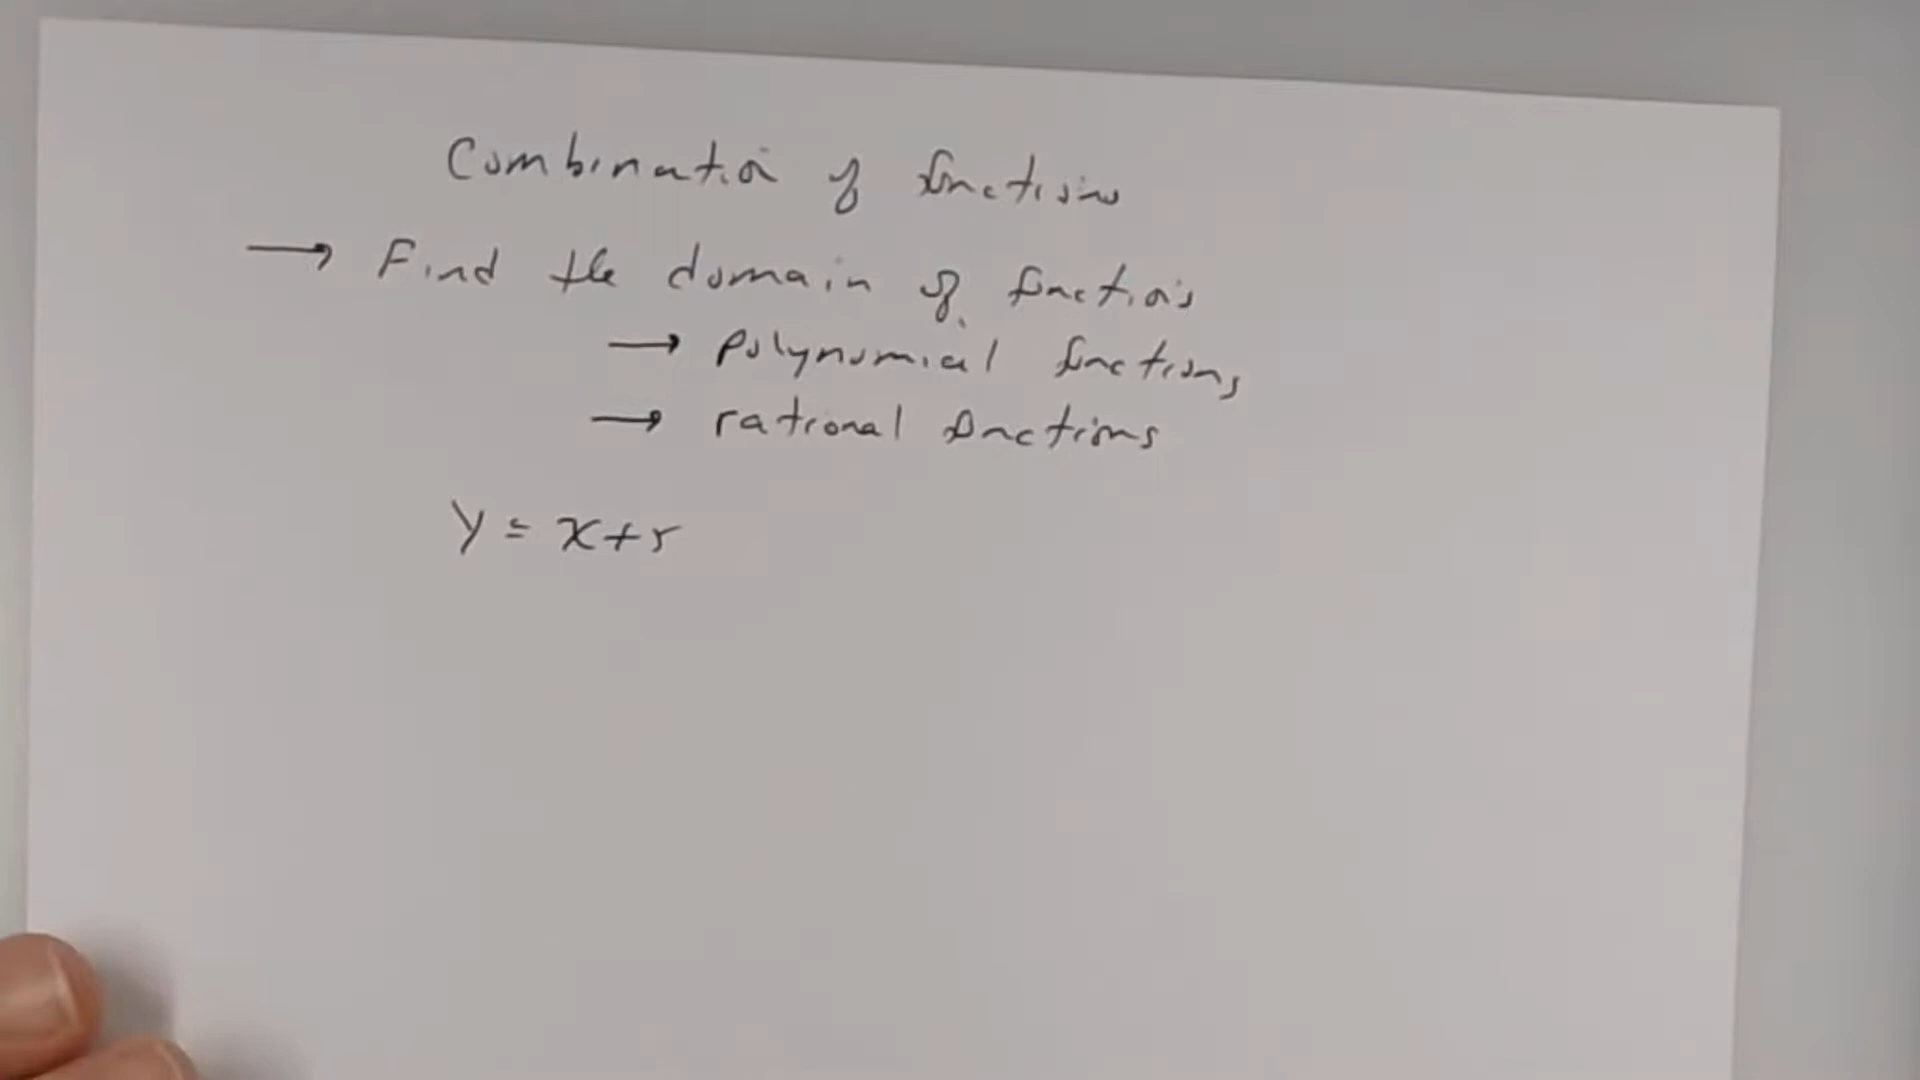 Combination of functions
→ Find the domain of functions
→ polynomial functions
→ rational functions
y = x+5